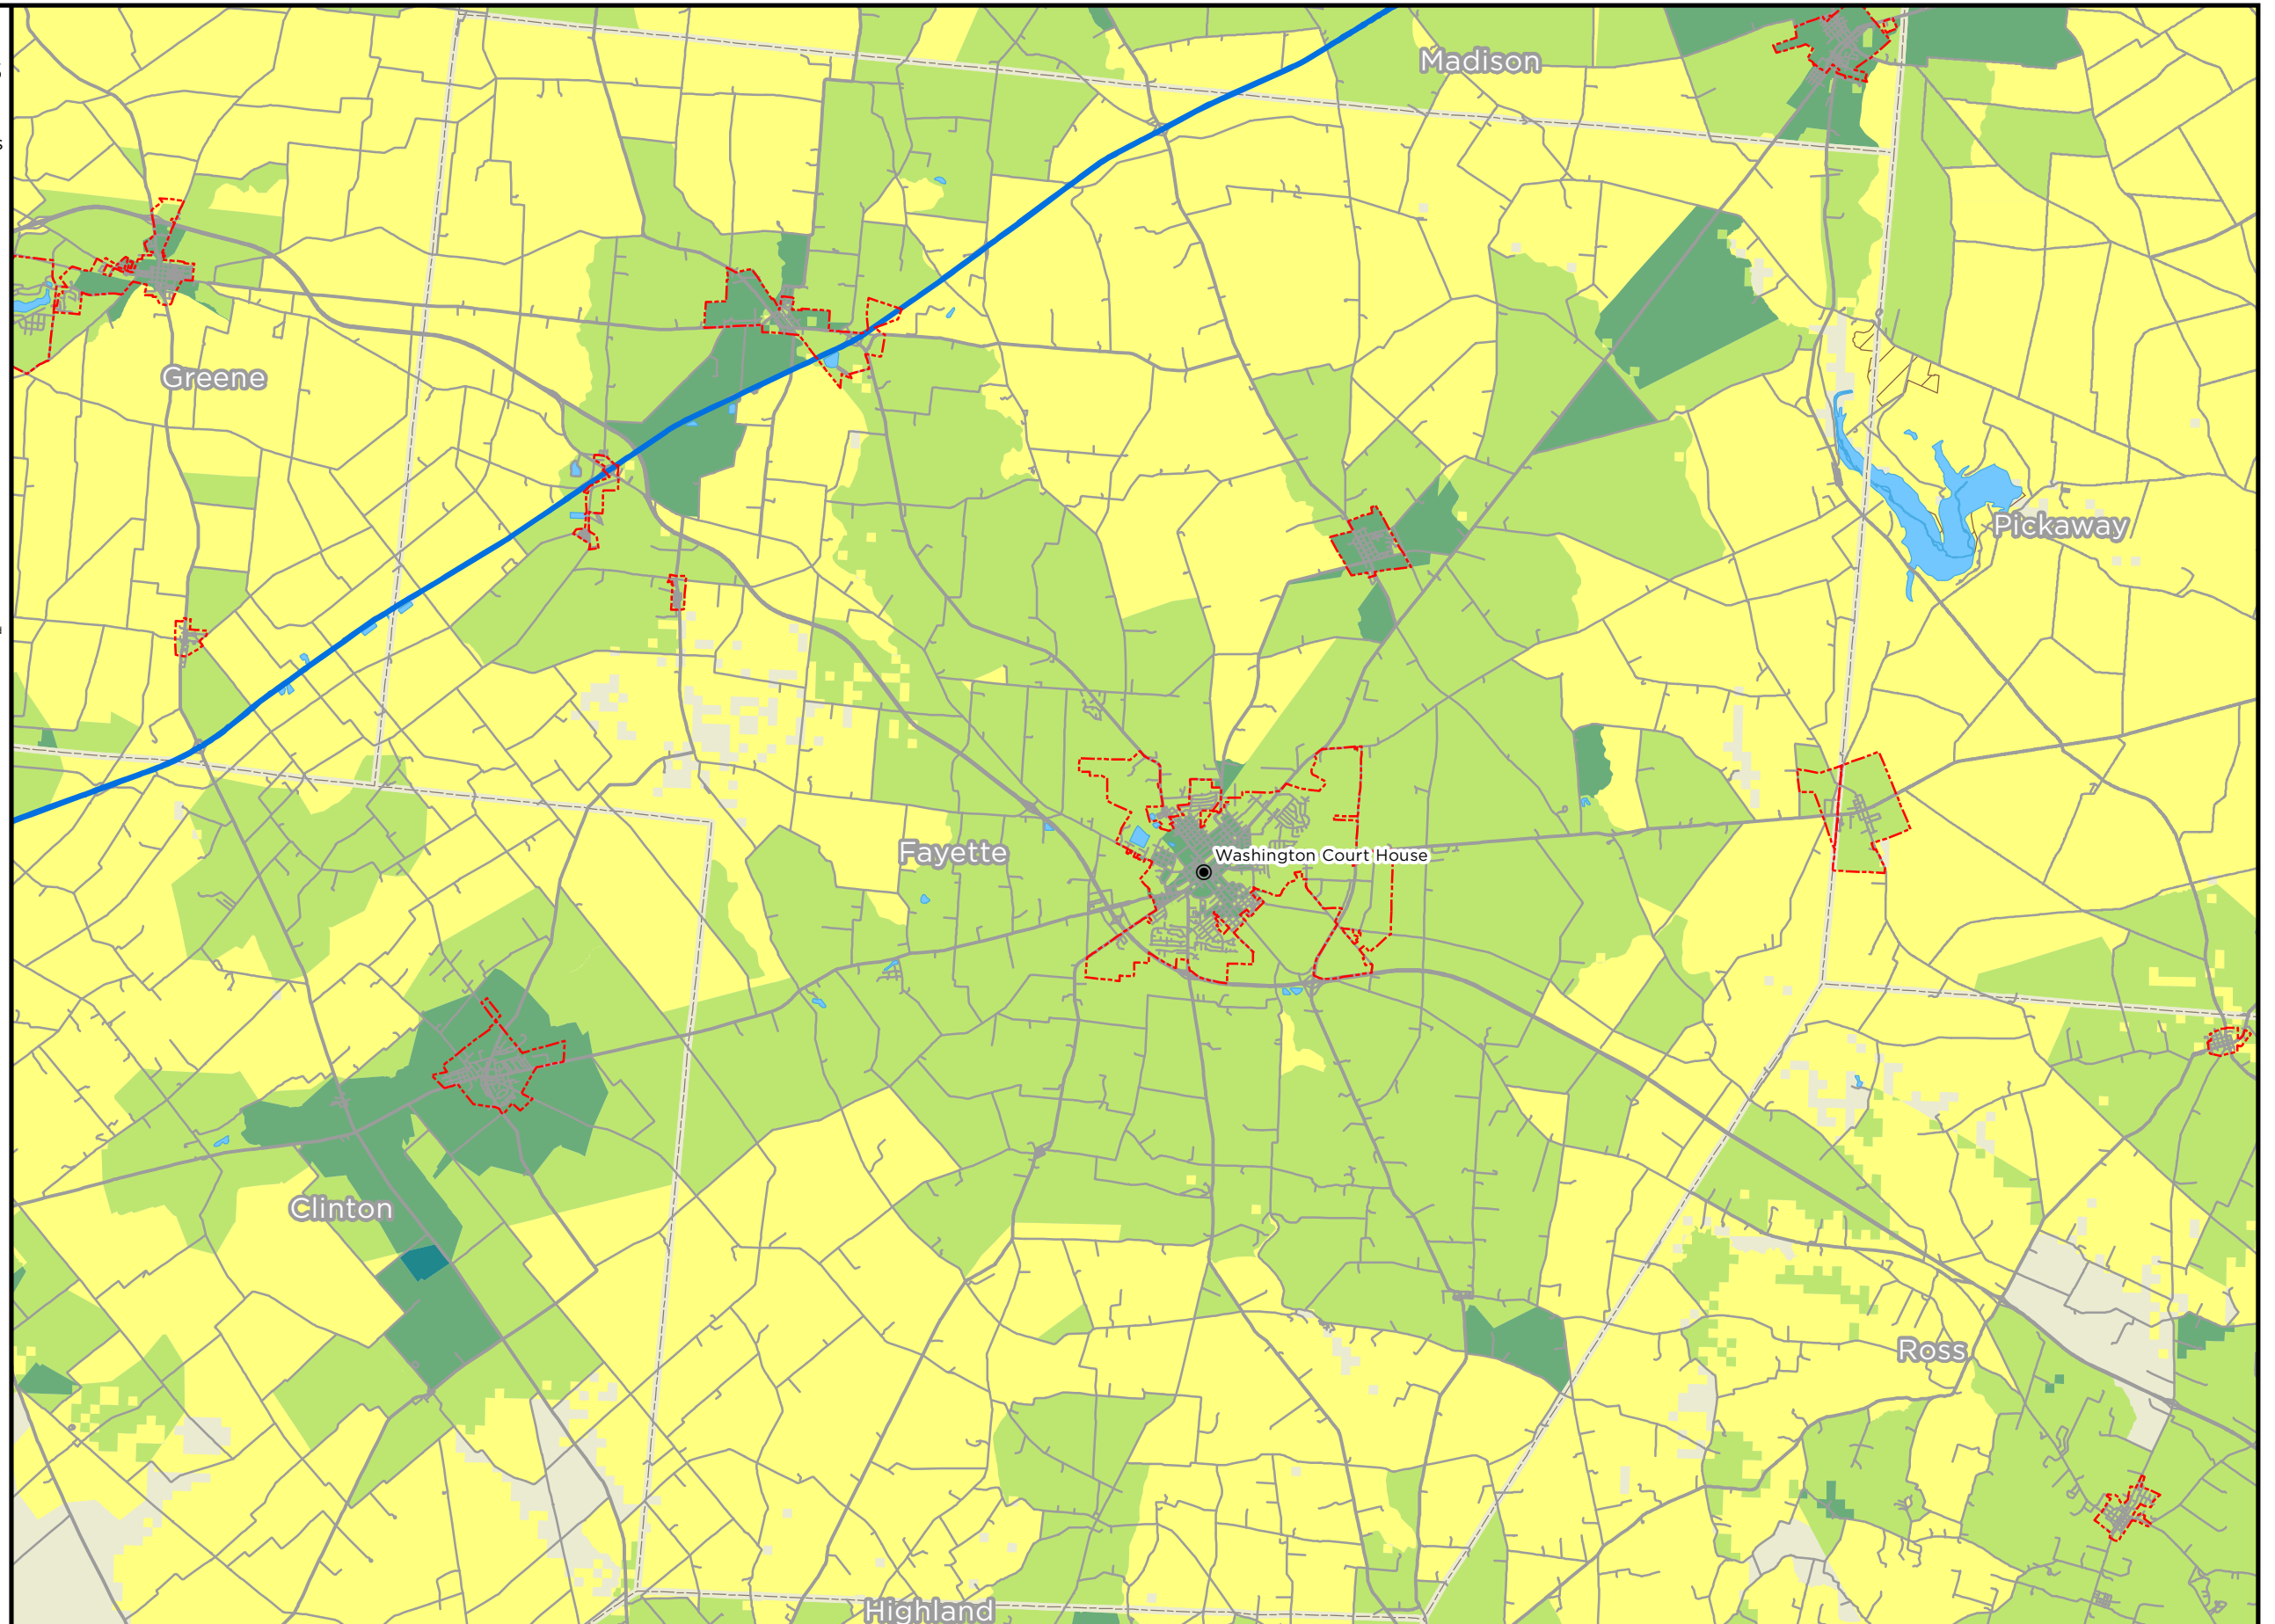 Madison
Greene
Pickaway
Fayette
Washington Court House
Clinton
Ross
Highland